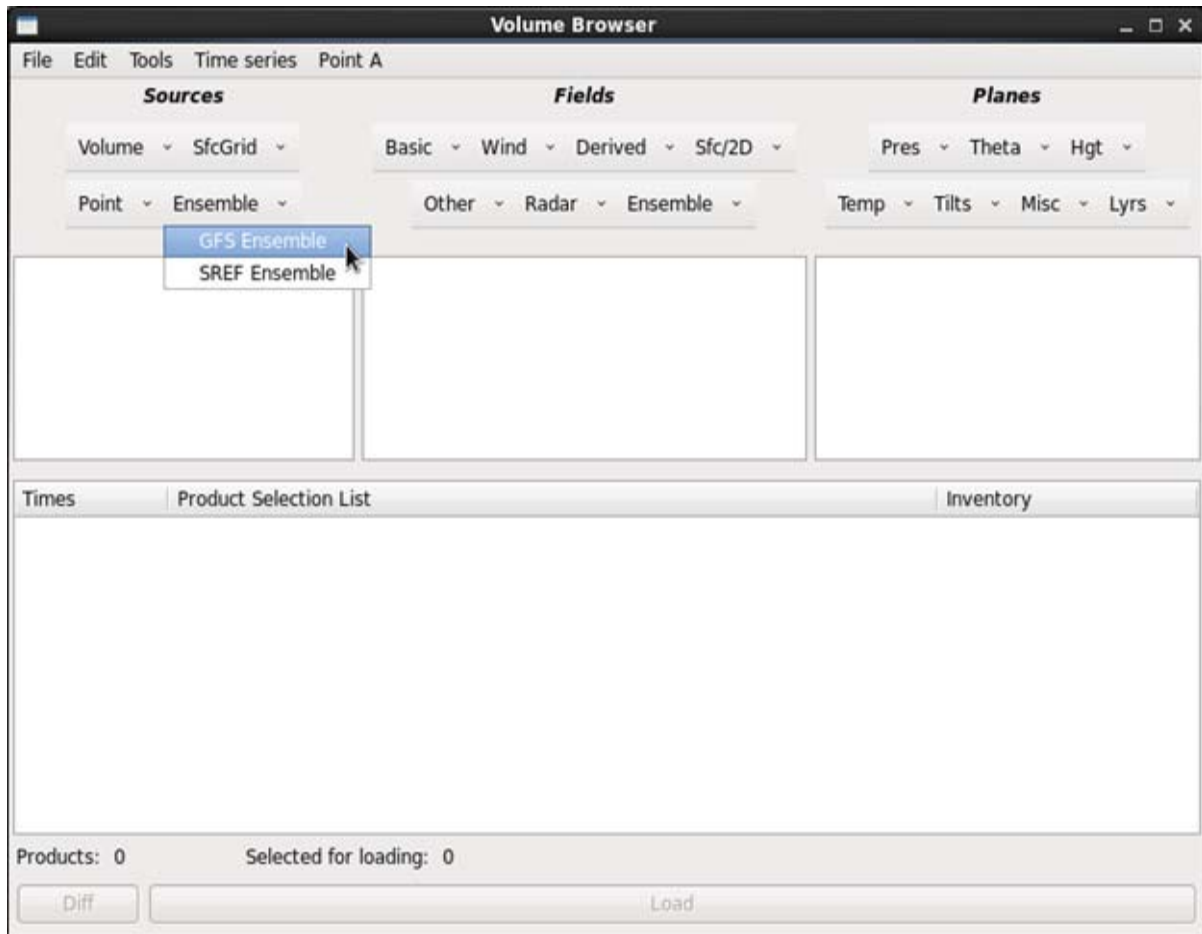 Volume Browser
File Edit Tools Time series Point A
Sources Fields Planes
Volume SfcGrid Basic Wind Derived Sfc/2D Pres Theta Hgt
Point Ensemble Other Radar Ensemble Temp Tilts Misc Lyrs
GFS Ensemble
SREF Ensemble
Times Product Selection List Inventory
Products: 0 Selected for loading: 0
Diff Load